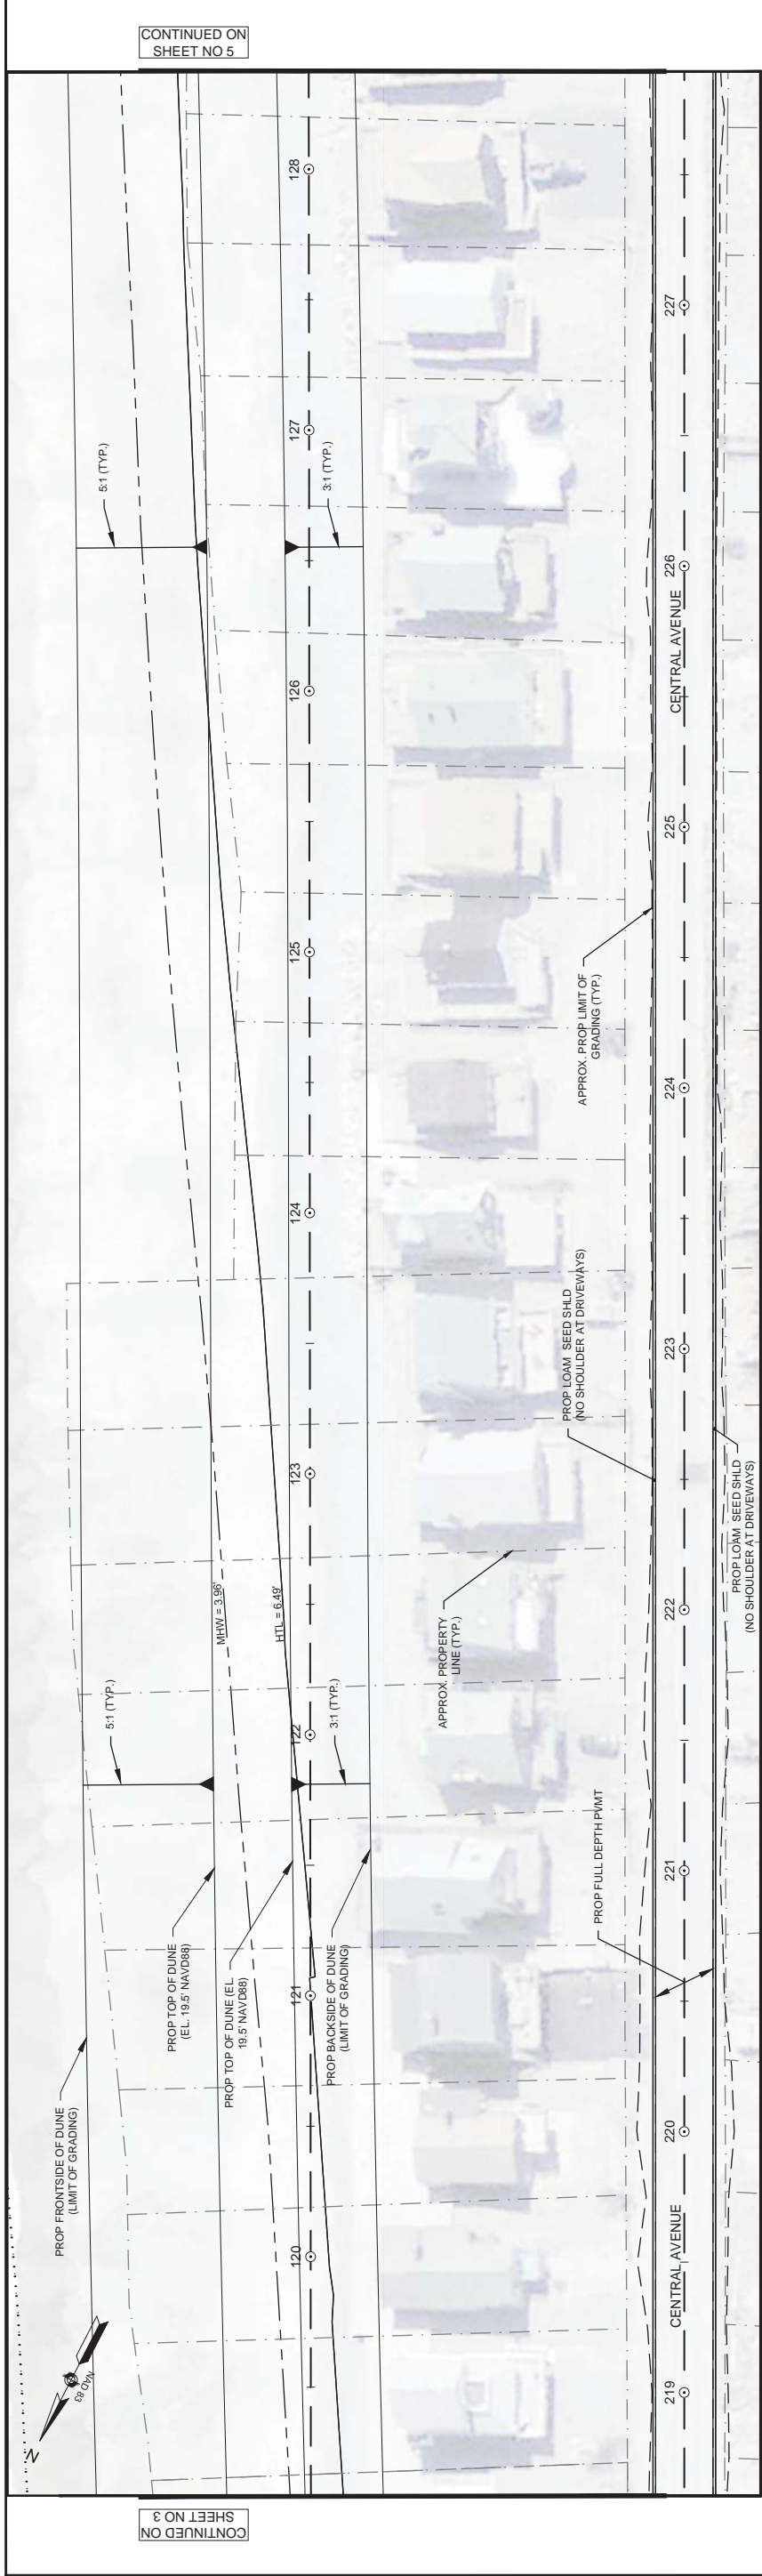 CONTINUED ON
SHEET NO 5
128
227
127
5:1 (TYP.)
3:1 (TYP.)
226
CENTRAL AVENUE
126
225
125
APPROX. PROP LIMIT OF
GRADING (TYP.)
224
124
223
PROP LOAM SEED SHLD
(NO SHOULDER AT DRIVEWAYS)
123
PROP LOAM SEED SHLD
(NO SHOULDER AT DRIVEWAYS)
MHW = 3.96'
HTL = 6.49'
222
APPROX. PROPERTY
LINE (TYP.)
5:1 (TYP.)
122
3:1 (TYP.)
221
PROP FULL DEPTH PVMT
PROP TOP OF DUNE
(EL. 19.5' NAVD88)
PROP TOP OF DUNE (EL.
19.5' NAVD88)
121
PROP BACKSIDE OF DUNE
(LIMIT OF GRADING)
PROP FRONTSIDE OF DUNE
(LIMIT OF GRADING)
220
120
CENTRAL AVENUE
219
NAD 83
N
CONTINUED ON
SHEET NO 3